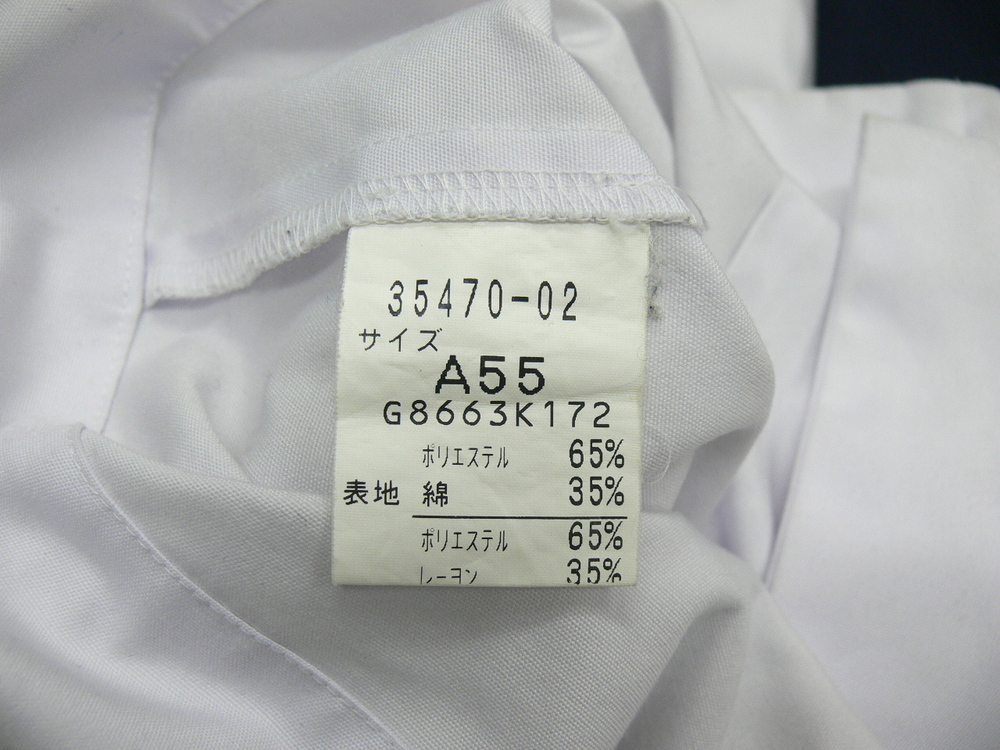 35470-02
サイズ
A55
G8663K172
ポリエステル 65%
表地 綿 35%
ポリエステル 65%
レーヨン 35%